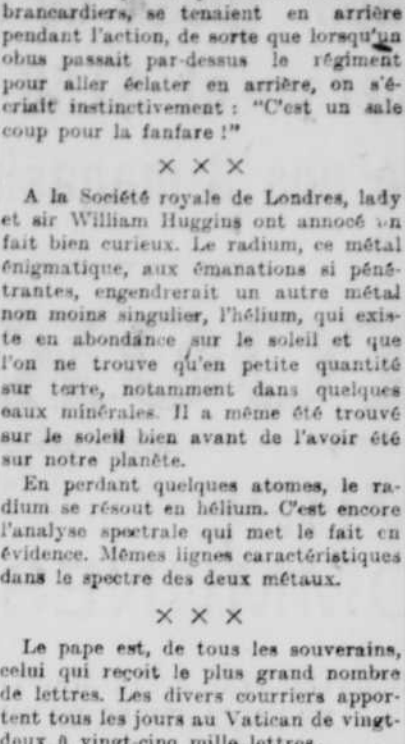 brancardiers, se tenaient en arrière
pendant l'action, de sorte que lorsqu'un
obus passait par-dessus le régiment
pour aller éclater en arrière, on s'é-
criait instinctivement : "C'est un sale
coup pour la fanfare !"
× × ×
A la Société royale de Londres, lady
et sir William Huggins ont annocé un
fait bien curieux. Le radium, ce métal
énigmatique, aux émanations si péné-
trantes, engendrerait un autre métal
non moins singulier, l'hélium, qui exis-
te en abondance sur le soleil et que
l'on ne trouve qu'en petite quantité
sur terre, notamment dans quelques
eaux minérales. Il a même été trouvé
sur le soleil bien avant de l'avoir été
sur notre planète.
En perdant quelques atomes, le ra-
dium se résout en hélium. C'est encore
l'analyse spectrale qui met le fait en
évidence. Mêmes lignes caractéristiques
dans le spectre des deux métaux.
× × ×
Le pape est, de tous les souverains,
celui qui reçoit le plus grand nombre
de lettres. Les divers courriers appor-
tent tous les jours au Vatican de vingt-
deux à vingt-cinq mille lettres